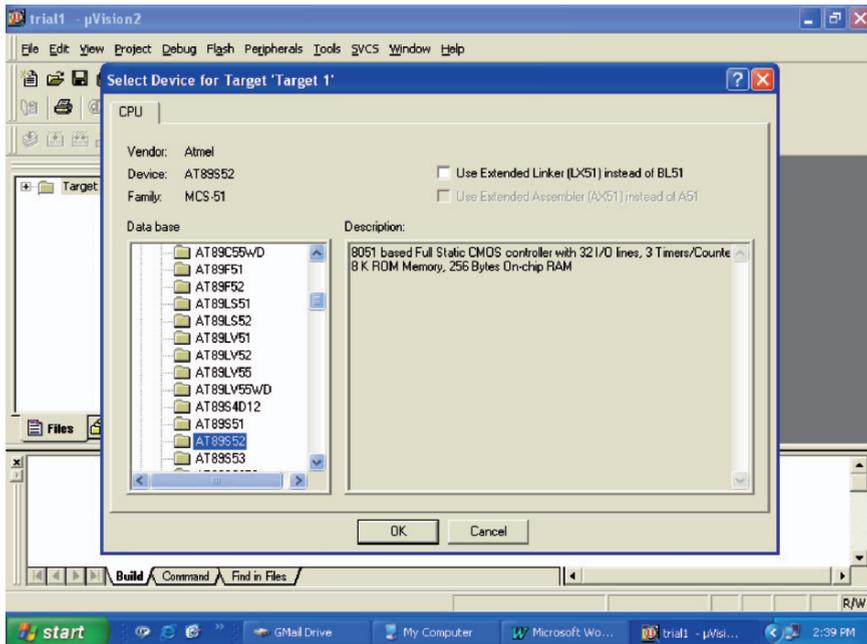 trial1 - µVision2
File Edit View Project Debug Flash Peripherals Tools SVCS Window Help
Select Device for Target 'Target 1'
CPU
Vendor: Atmel
Device: AT89S52
Family: MCS-51
Use Extended Linker (LX51) instead of BL51
Use Extended Assembler (AX51) instead of A51
Target
Data base
Description:
AT89C55WD
AT89F51
AT89F52
AT89LS51
AT89LS52
AT89LV51
AT89LV52
AT89LV55
AT89LV55WD
AT89S4D12
AT89S51
AT89S52
AT89S53
8051 based Full Static CMOS controller with 32 I/O lines, 3 Timers/Counte
8 K ROM Memory, 256 Bytes On-chip RAM
Files
OK Cancel
Build Command Find in Files
R/W
start GMail Drive My Computer Microsoft Wo... trial1 - µVisi... 2:39 PM